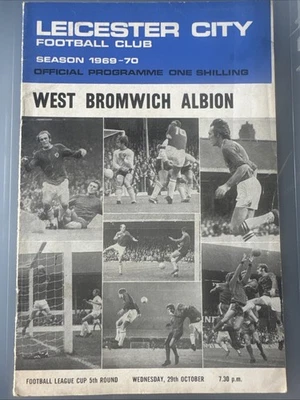 LEICESTER CITY
FOOTBALL CLUB
SEASON 1969-70
OFFICIAL PROGRAMME ONE SHILLING
WEST BROMWICH ALBION
FOOTBALL LEAGUE CUP 5th ROUND WEDNESDAY, 29th OCTOBER 7.30 p.m.